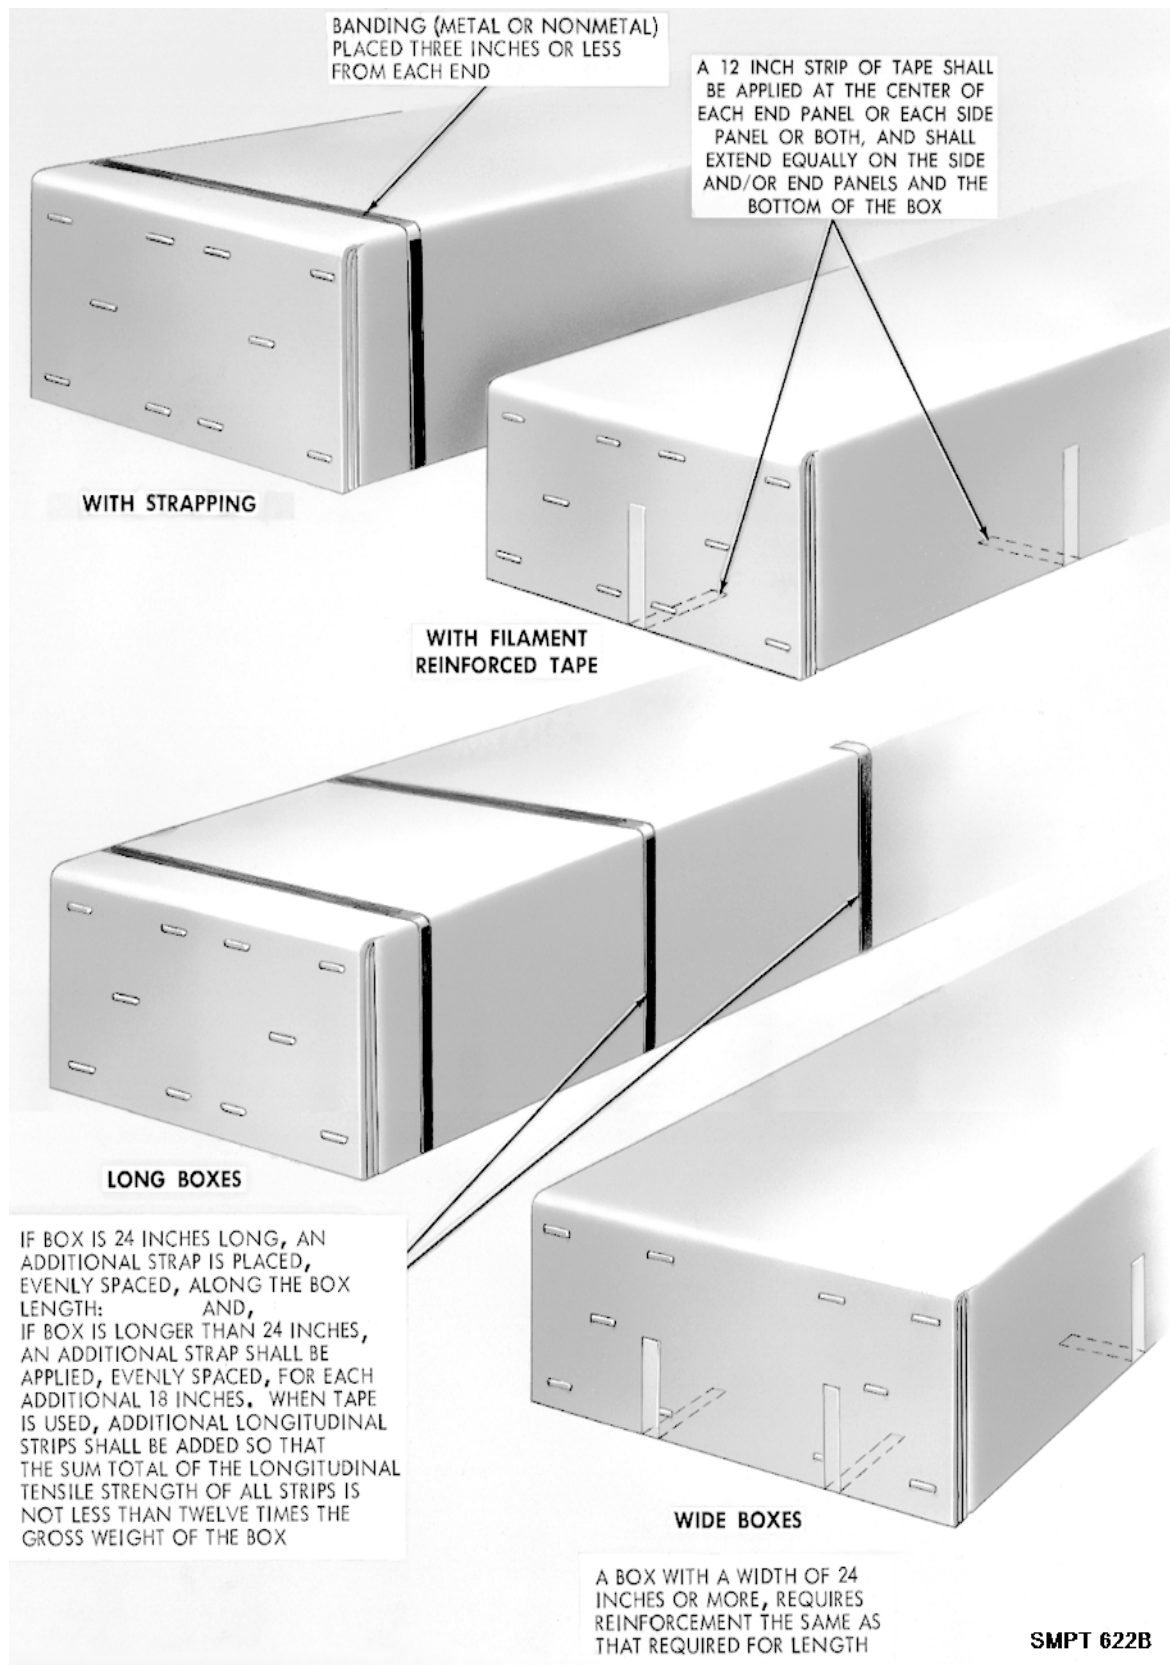 BANDING (METAL OR NONMETAL)
PLACED THREE INCHES OR LESS
FROM EACH END
A 12 INCH STRIP OF TAPE SHALL
BE APPLIED AT THE CENTER OF
EACH END PANEL OR EACH SIDE
PANEL OR BOTH, AND SHALL
EXTEND EQUALLY ON THE SIDE
AND/OR END PANELS AND THE
BOTTOM OF THE BOX
WITH STRAPPING
WITH FILAMENT
REINFORCED TAPE
LONG BOXES
IF BOX IS 24 INCHES LONG, AN
ADDITIONAL STRAP IS PLACED,
EVENLY SPACED, ALONG THE BOX
LENGTH: AND,
IF BOX IS LONGER THAN 24 INCHES,
AN ADDITIONAL STRAP SHALL BE
APPLIED, EVENLY SPACED, FOR EACH
ADDITIONAL 18 INCHES. WHEN TAPE
IS USED, ADDITIONAL LONGITUDINAL
STRIPS SHALL BE ADDED SO THAT
THE SUM TOTAL OF THE LONGITUDINAL
TENSILE STRENGTH OF ALL STRIPS IS
NOT LESS THAN TWELVE TIMES THE
GROSS WEIGHT OF THE BOX
WIDE BOXES
A BOX WITH A WIDTH OF 24
INCHES OR MORE, REQUIRES
REINFORCEMENT THE SAME AS
THAT REQUIRED FOR LENGTH
SMPT 622B